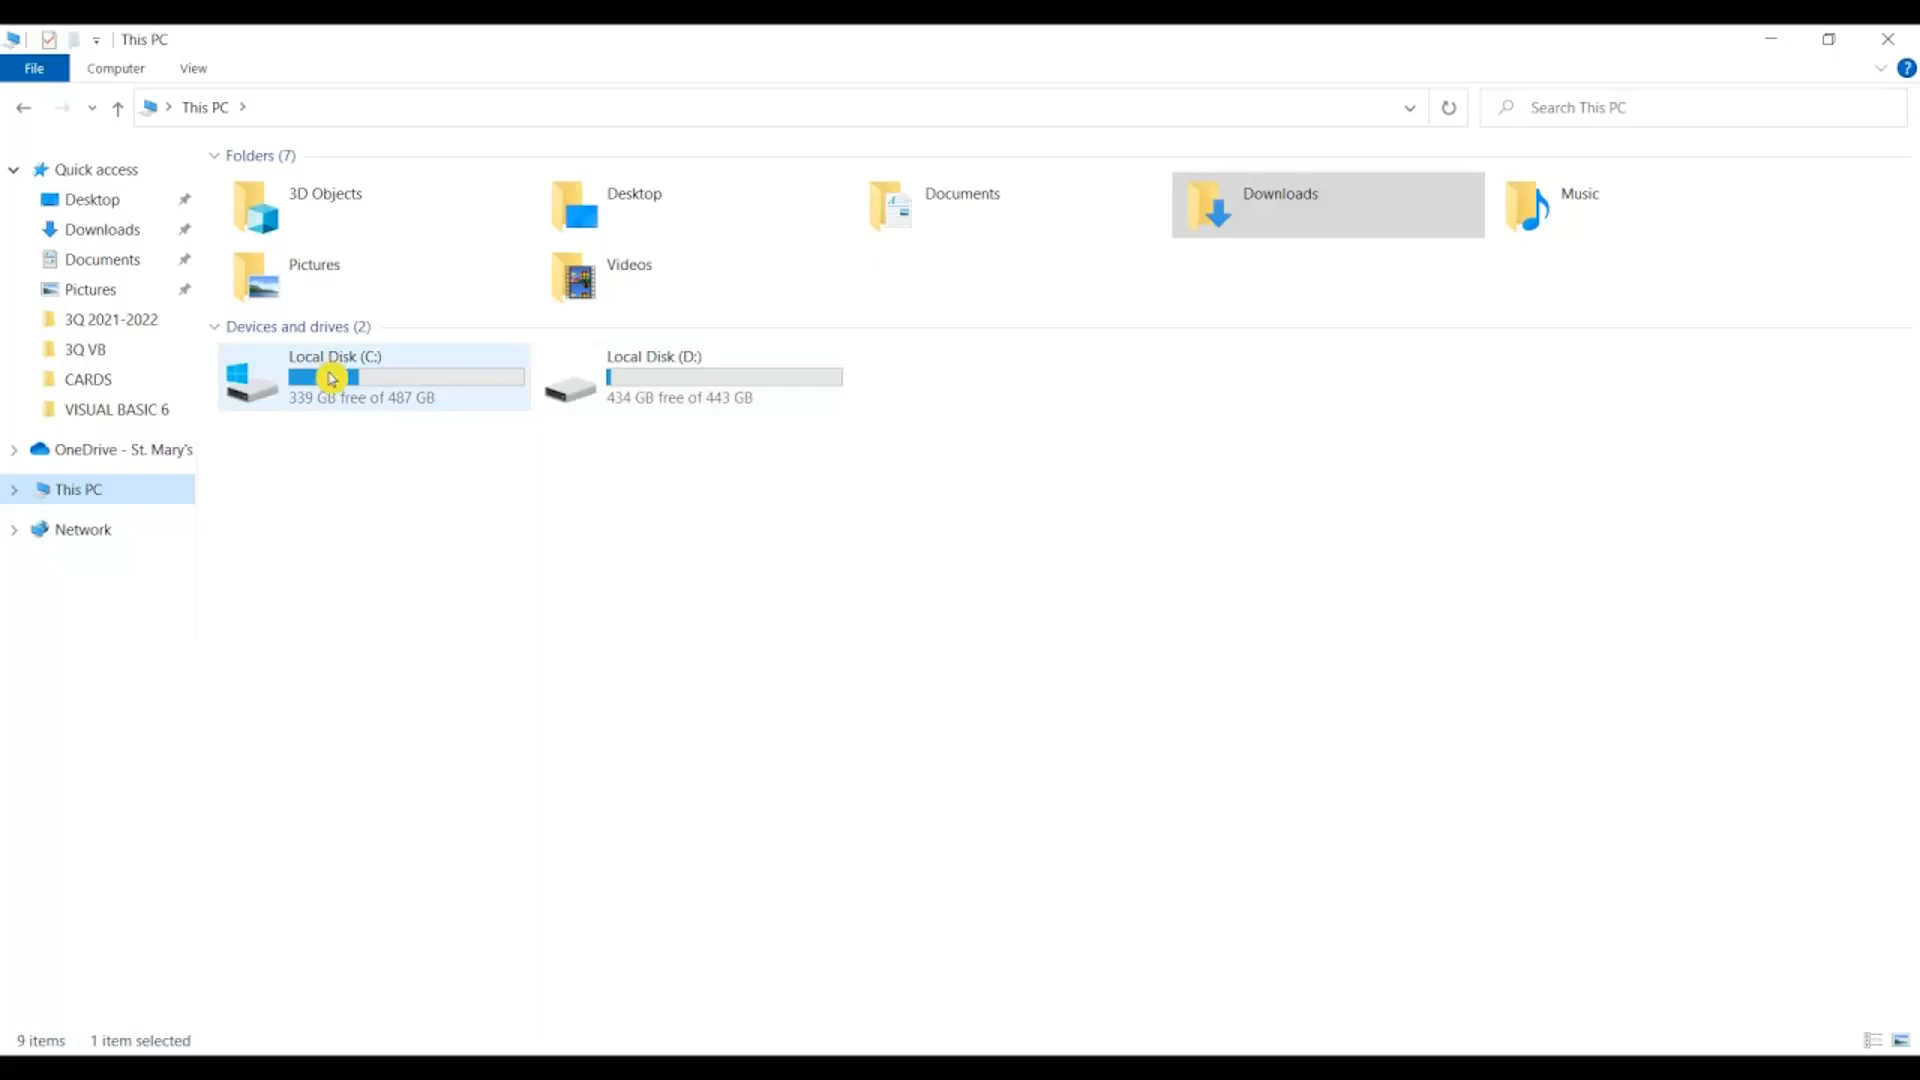 This PC
File Computer View
This PC
Search This PC
Quick access
Desktop
Downloads
Documents
Pictures
3Q 2021-2022
3Q VB
CARDS
VISUAL BASIC 6
OneDrive - St. Mary's
This PC
Network
Folders (7)
3D Objects
Desktop
Documents
Downloads
Music
Pictures
Videos
Devices and drives (2)
Local Disk (C:)
339 GB free of 487 GB
Local Disk (D:)
434 GB free of 443 GB
9 items 1 item selected